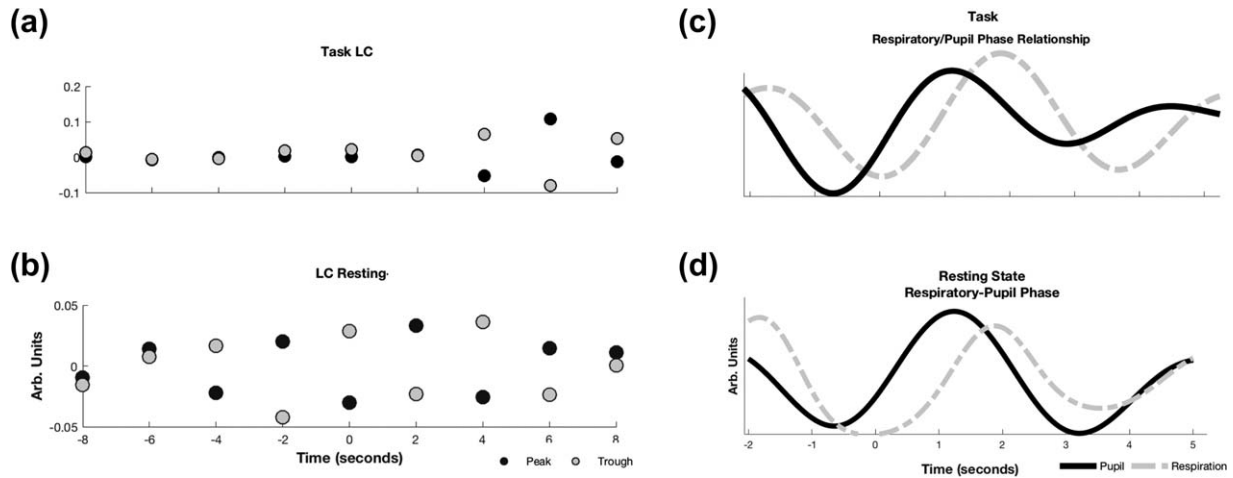 (a)
Task LC
0.2
0.1
0
-0.1
(b)
LC Resting·
0.05
0
-0.05
Arb. Units
-8 -6 -4 -2 0 2 4 6 8
Time (seconds)
Peak Trough
(c)
Task
Respiratory/Pupil Phase Relationship
(d)
Resting State
Respiratory-Pupil Phase
Arb. Units
-2 -1 0 1 2 3 4 5
Time (seconds)
Pupil Respiration